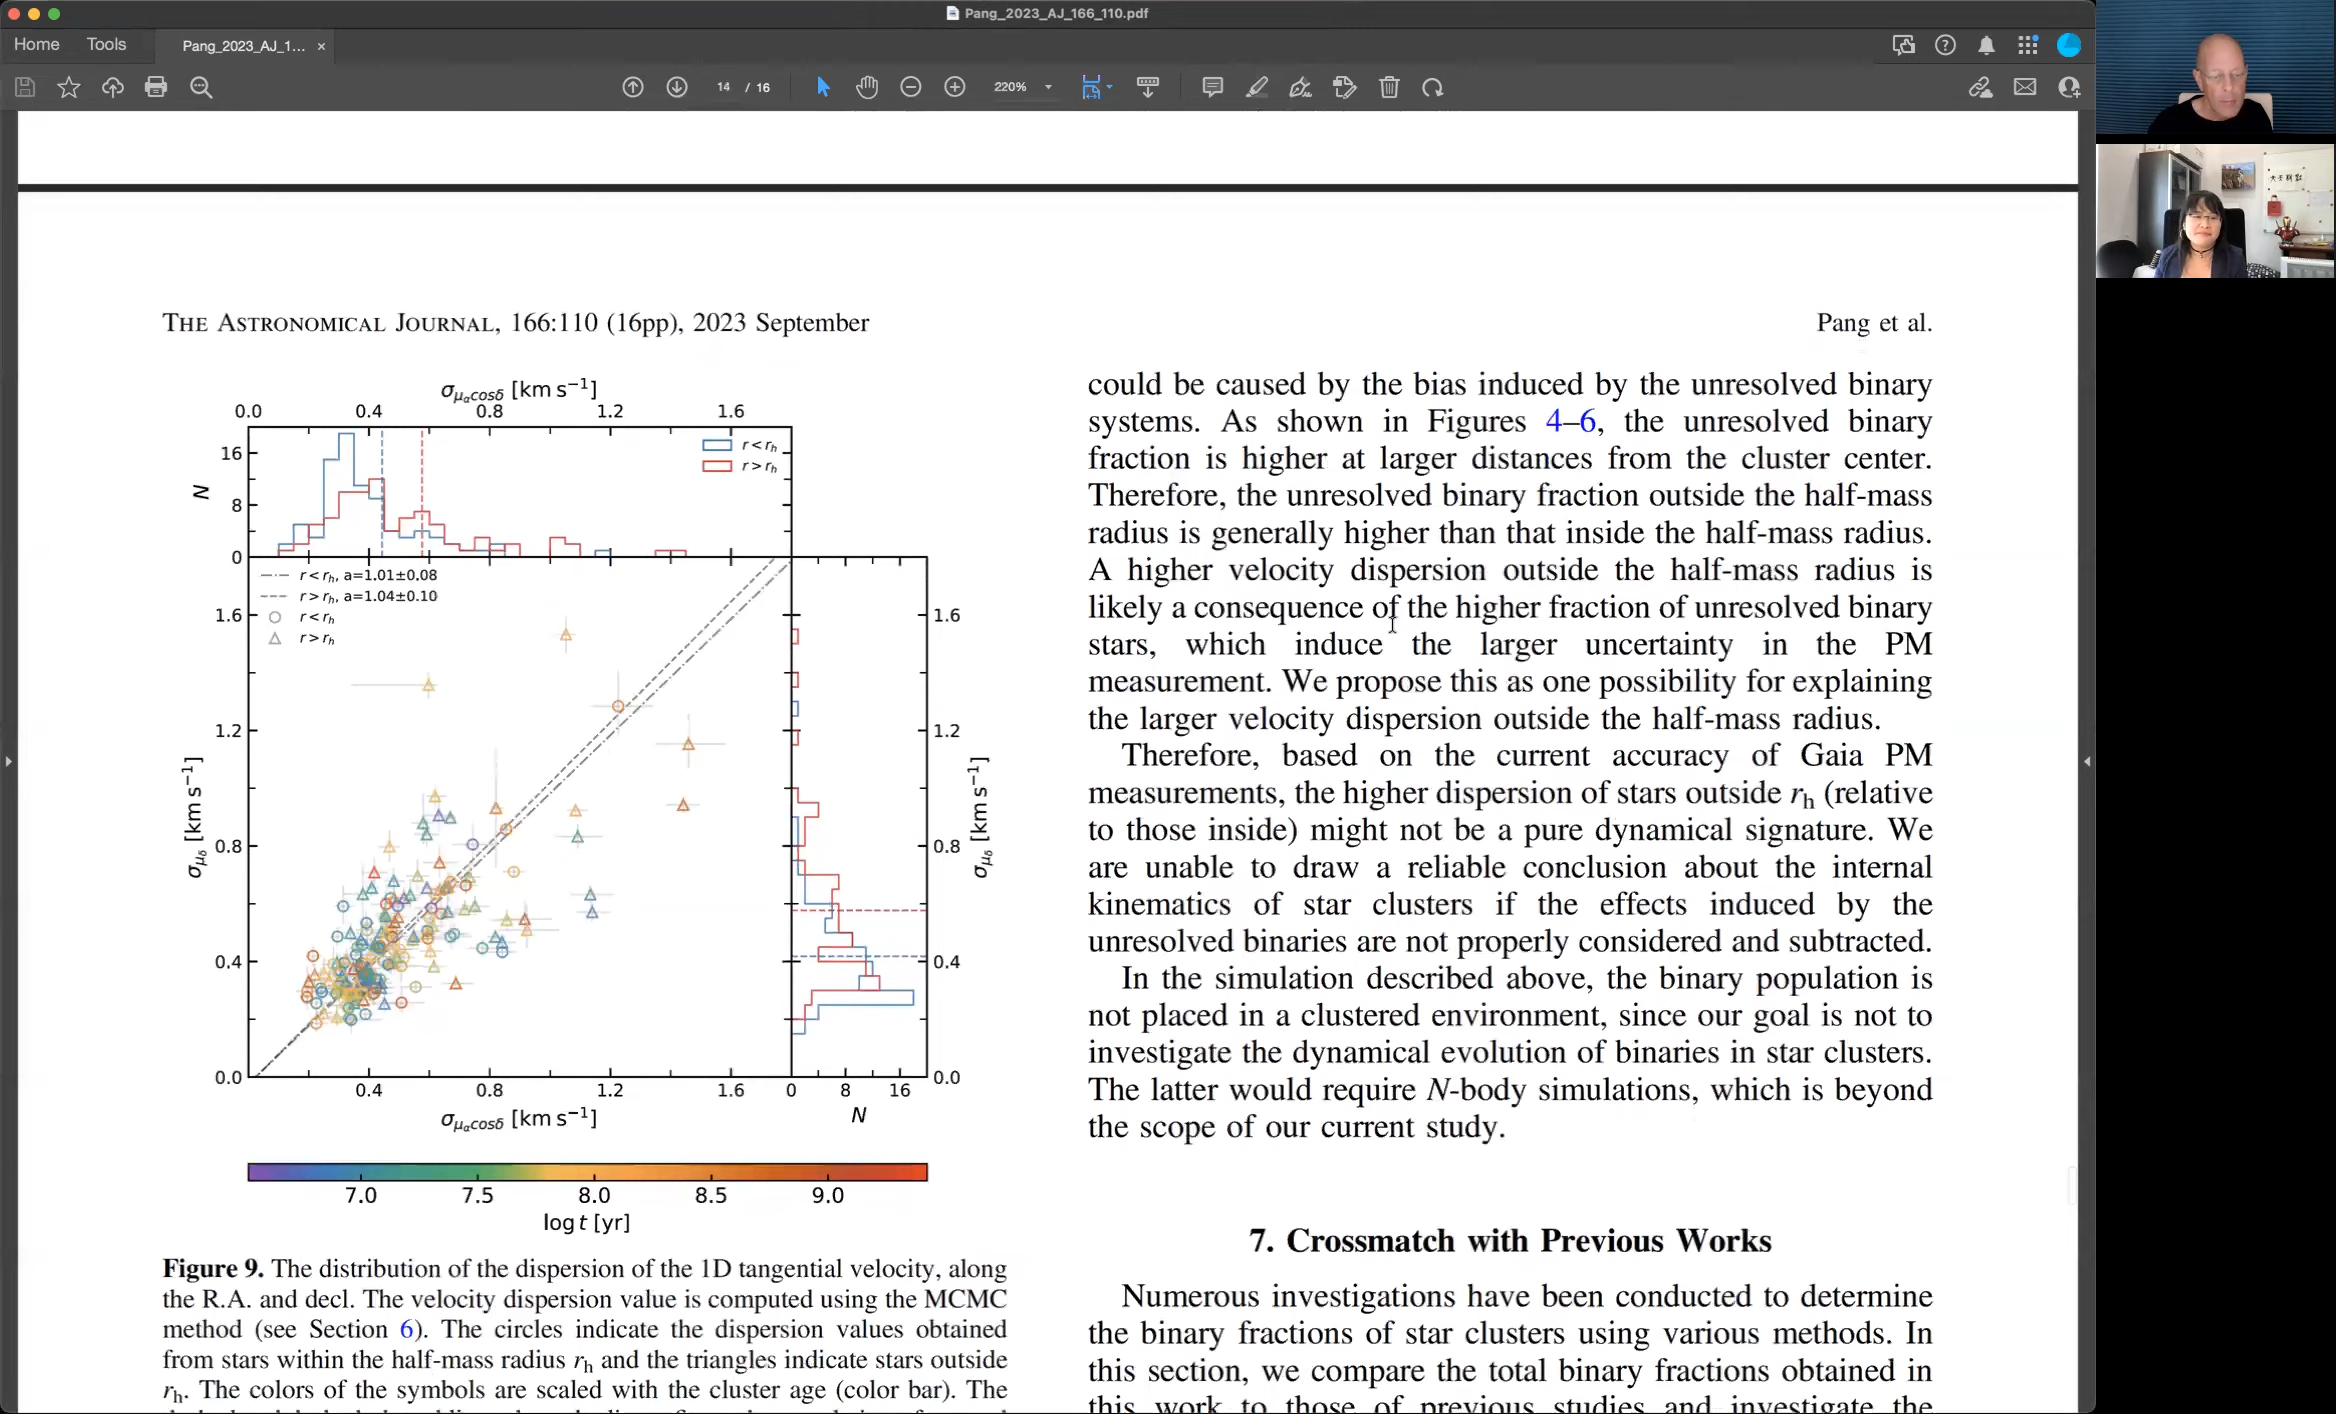 Pang_2023_AJ_166_110.pdf
Home
Tools
Pang_2023_AJ_1... ×
14 / 16
220%
THE ASTRONOMICAL JOURNAL, 166:110 (16pp), 2023 September
Pang et al.
σμαcosδ [km s−1]
0.0 0.4 0.8 1.2 1.6
N
16
8
0
r < rh
r > rh
r < rh, a=1.01±0.08
r > rh, a=1.04±0.10
r < rh
r > rh
σμδ [km s−1]
1.6
1.2
0.8
0.4
0.0
1.6
1.2
0.8
0.4
0.0
σμδ [km s−1]
0.4 0.8 1.2 1.6
0 8 16
σμαcosδ [km s−1]
N
7.0 7.5 8.0 8.5 9.0
log t [yr]
Figure 9. The distribution of the dispersion of the 1D tangential velocity, along
the R.A. and decl. The velocity dispersion value is computed using the MCMC
method (see Section 6). The circles indicate the dispersion values obtained
from stars within the half-mass radius rh and the triangles indicate stars outside
rh. The colors of the symbols are scaled with the cluster age (color bar). The
could be caused by the bias induced by the unresolved binary
systems. As shown in Figures 4–6, the unresolved binary
fraction is higher at larger distances from the cluster center.
Therefore, the unresolved binary fraction outside the half-mass
radius is generally higher than that inside the half-mass radius.
A higher velocity dispersion outside the half-mass radius is
likely a consequence of the higher fraction of unresolved binary
stars, which induce the larger uncertainty in the PM
measurement. We propose this as one possibility for explaining
the larger velocity dispersion outside the half-mass radius.
Therefore, based on the current accuracy of Gaia PM
measurements, the higher dispersion of stars outside rh (relative
to those inside) might not be a pure dynamical signature. We
are unable to draw a reliable conclusion about the internal
kinematics of star clusters if the effects induced by the
unresolved binaries are not properly considered and subtracted.
In the simulation described above, the binary population is
not placed in a clustered environment, since our goal is not to
investigate the dynamical evolution of binaries in star clusters.
The latter would require N-body simulations, which is beyond
the scope of our current study.
7. Crossmatch with Previous Works
Numerous investigations have been conducted to determine
the binary fractions of star clusters using various methods. In
this section, we compare the total binary fractions obtained in
this work to those of previous studies and investigate the